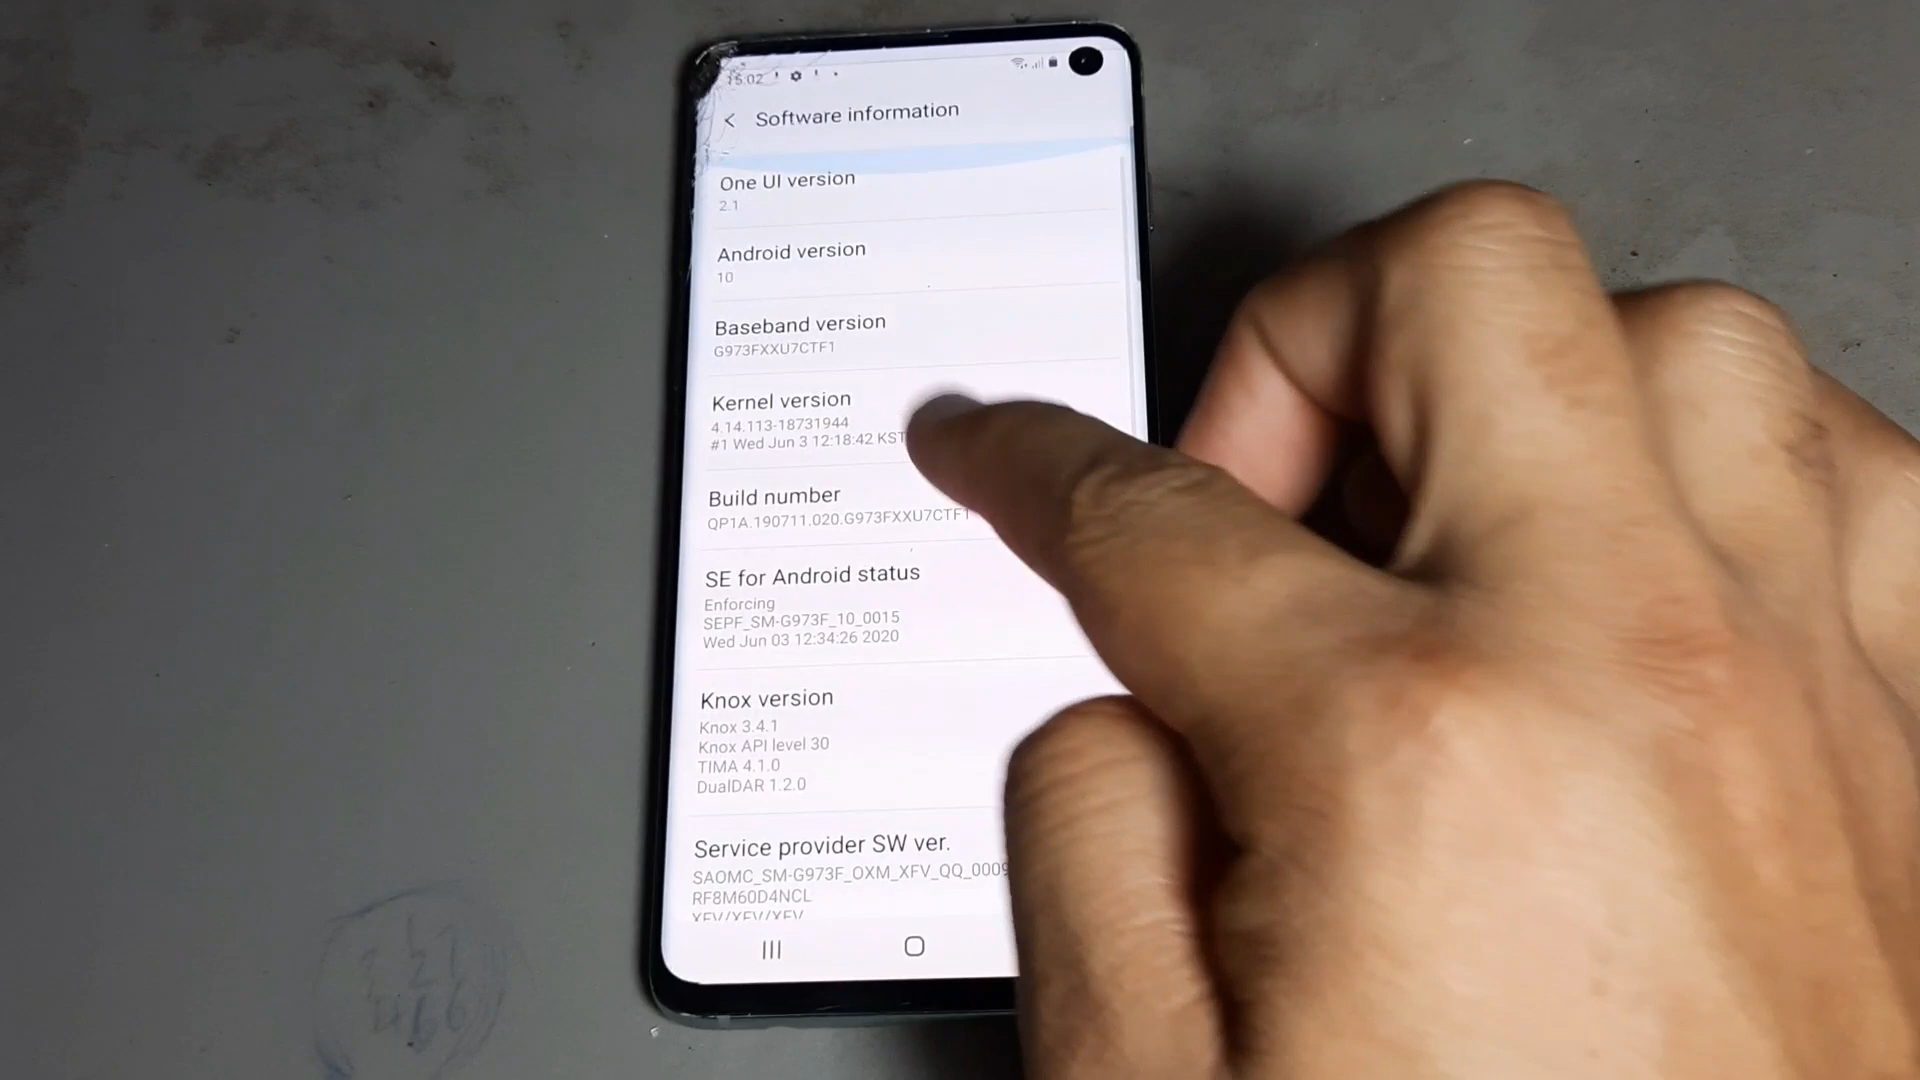 15:02
Software information
One UI version
2.1
Android version
10
Baseband version
G973FXXU7CTF1
Kernel version
4.14.113-18731944
#1 Wed Jun 3 12:18:42 KST
Build number
QP1A.190711.020.G973FXXU7CTF1
SE for Android status
Enforcing
SEPF_SM-G973F_10_0015
Wed Jun 03 12:34:26 2020
Knox version
Knox 3.4.1
Knox API level 30
TIMA 4.1.0
DualDAR 1.2.0
Service provider SW ver.
SAOMC_SM-G973F_OXM_XFV_QQ_0009
RF8M60D4NCL
XFV/XFV/XFV